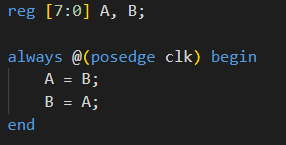 reg [7:0] A, B;
always @(posedge clk) begin
    A = B;
    B = A;
end